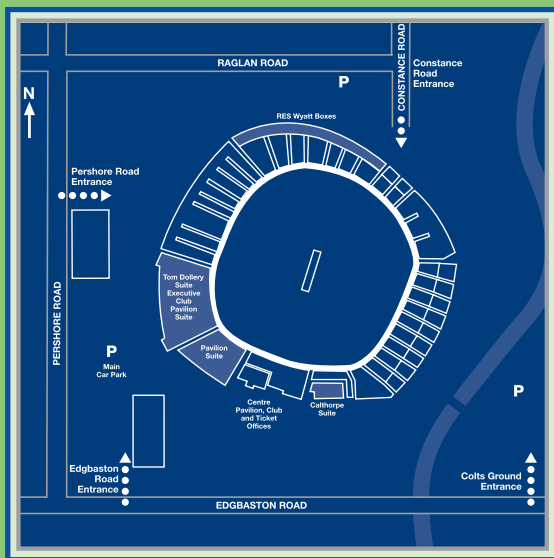 RAGLAN ROAD
CONSTANCE ROAD
Constance
Road
Entrance
P
N
RES Wyatt Boxes
Pershore Road
Entrance
PERSHORE ROAD
Tom Dollery
Suite
Executive
Club
Pavilion
Suite
Pavilion
Suite
P
Main
Car Park
Centre
Pavilion, Club
and Ticket
Offices
Calthorpe
Suite
P
Edgbaston
Road
Entrance
Colts Ground
Entrance
EDGBASTON ROAD